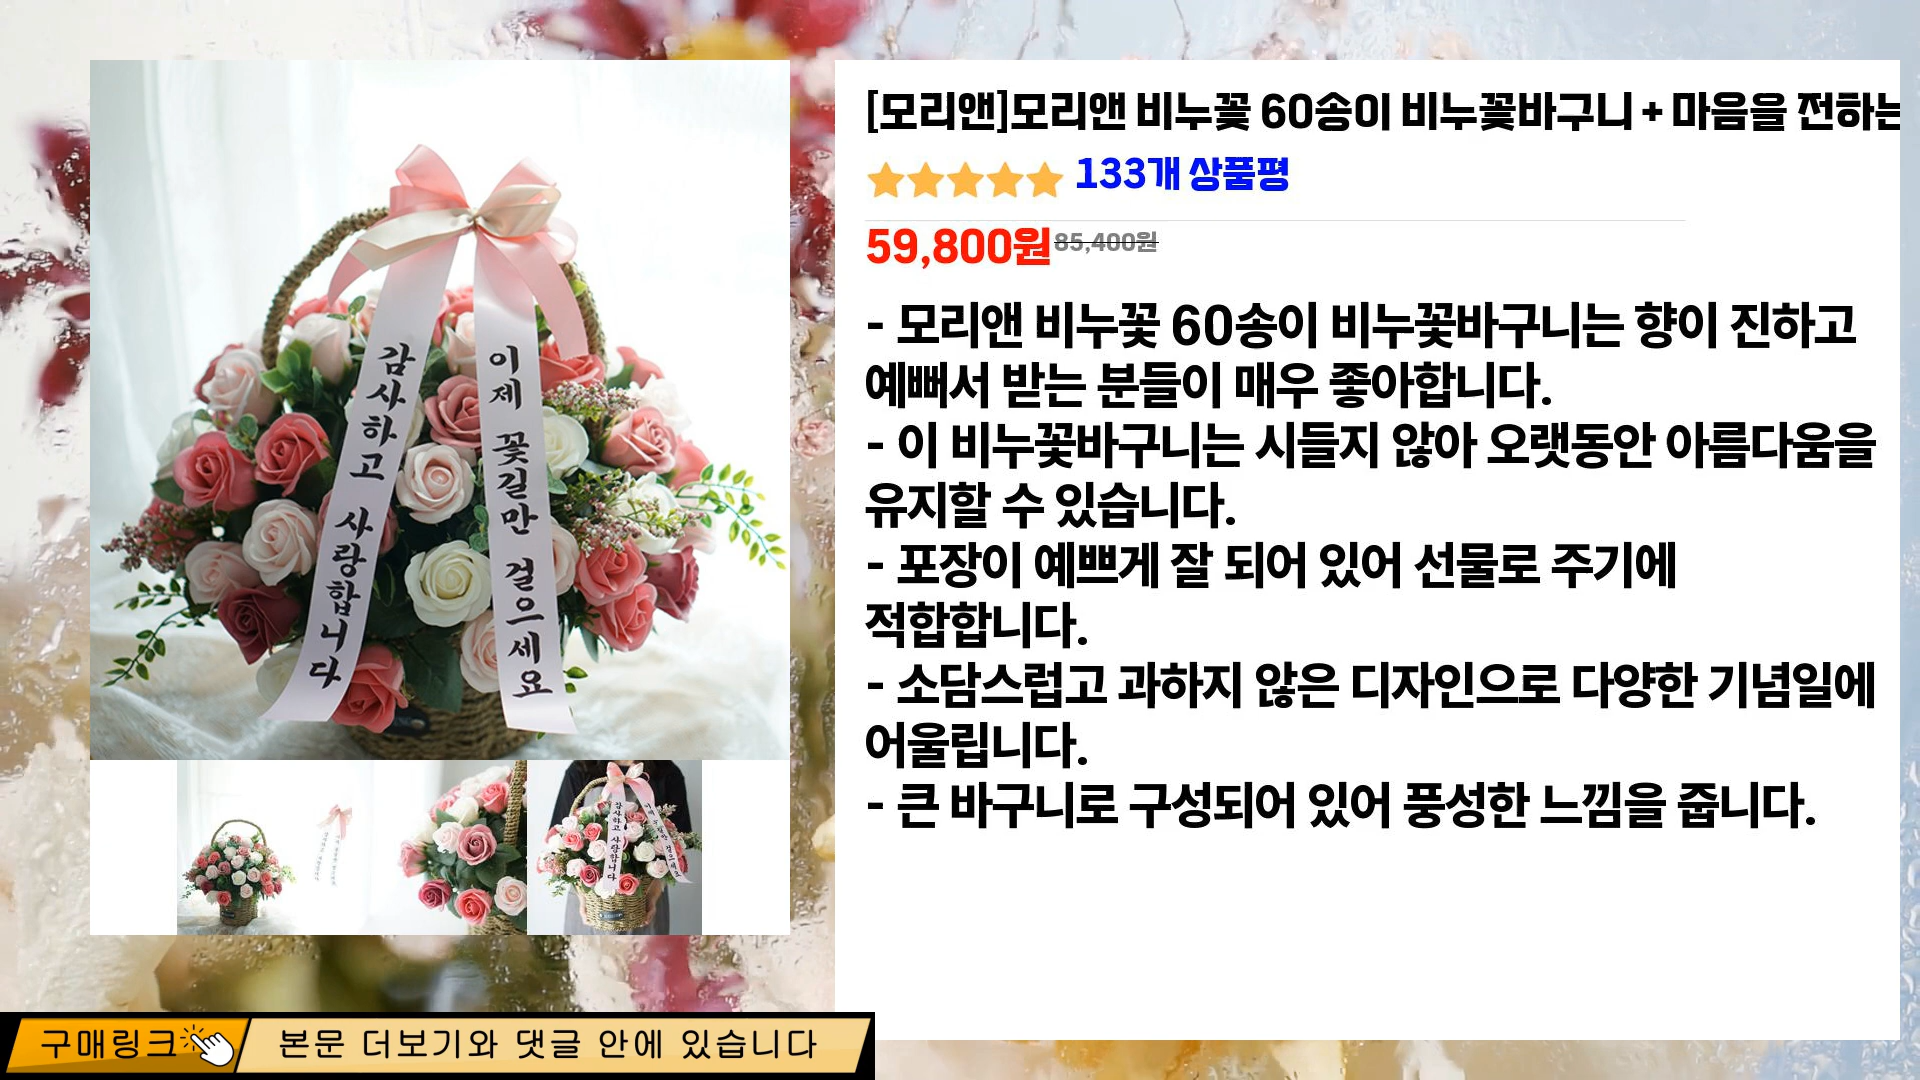 [모리앤]모리앤 비누꽃 60송이 비누꽃바구니 + 마음을 전하는
133개 상품평
59,800원 85,400원
- 모리앤 비누꽃 60송이 비누꽃바구니는 향이 진하고
예뻐서 받는 분들이 매우 좋아합니다.
- 이 비누꽃바구니는 시들지 않아 오랫동안 아름다움을
유지할 수 있습니다.
- 포장이 예쁘게 잘 되어 있어 선물로 주기에
적합합니다.
- 소담스럽고 과하지 않은 디자인으로 다양한 기념일에
어울립니다.
- 큰 바구니로 구성되어 있어 풍성한 느낌을 줍니다.
감사하고 사랑합니다
이제 꽃길만 걸으세요
감사하고 사랑합니다
구매링크
본문 더보기와 댓글 안에 있습니다